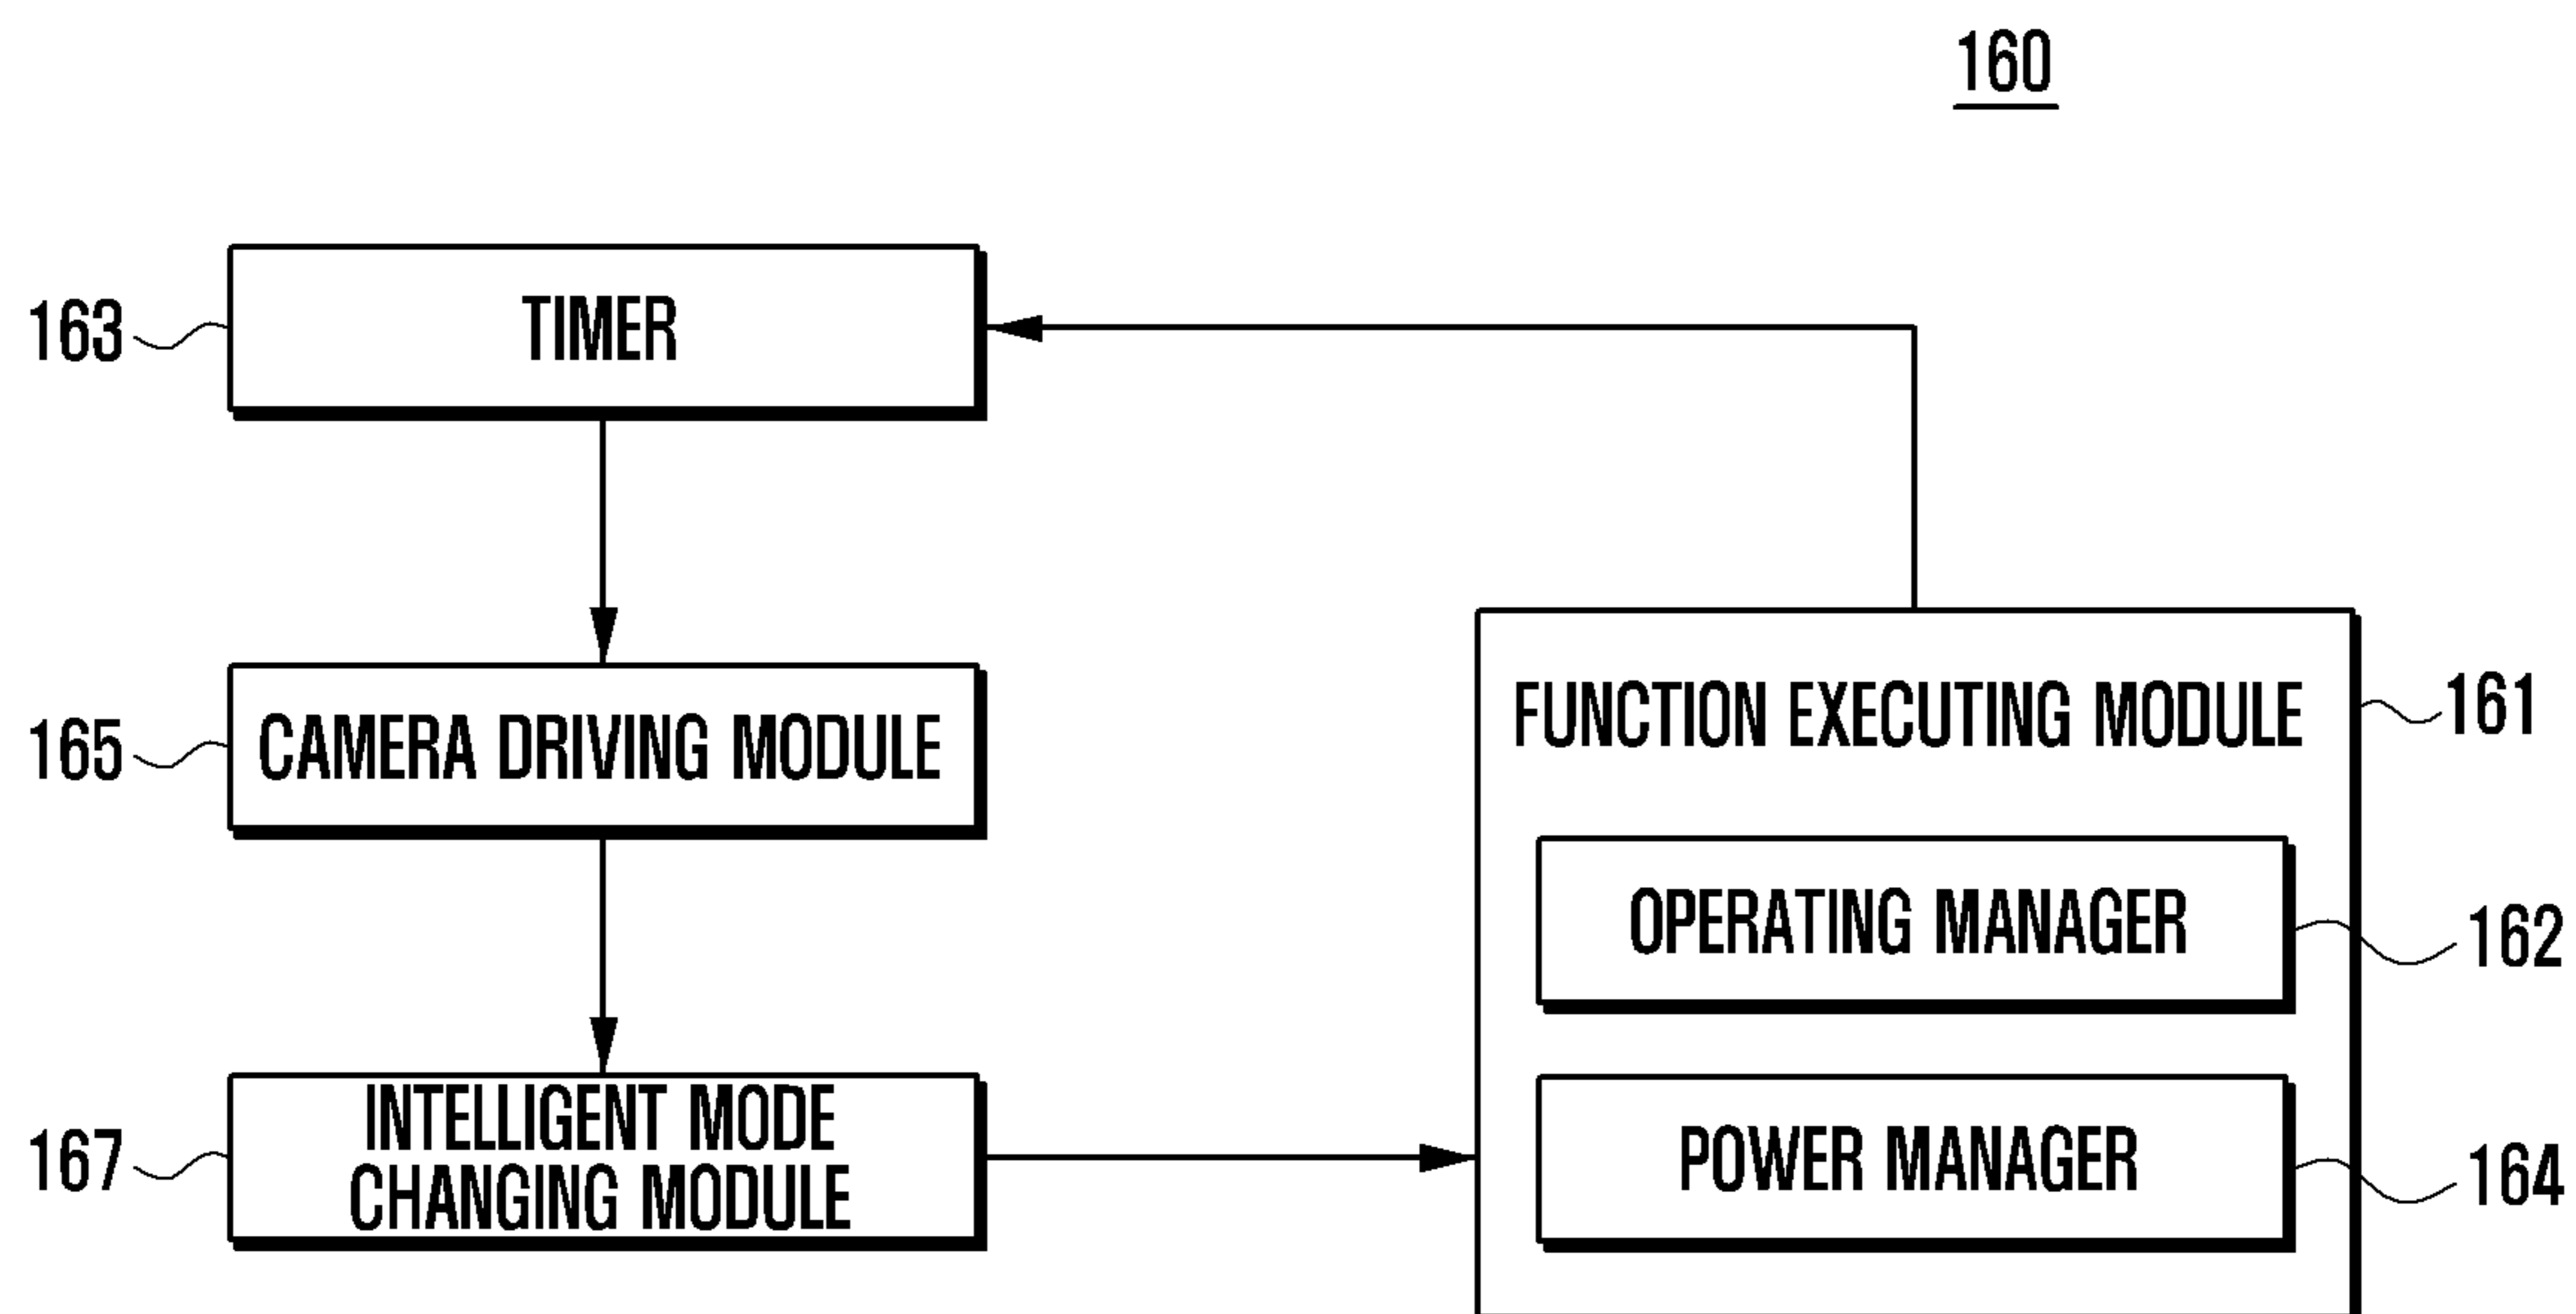 160
163
TIMER
165
CAMERA DRIVING MODULE
FUNCTION EXECUTING MODULE
161
OPERATING MANAGER
162
167
INTELLIGENT MODE
CHANGING MODULE
POWER MANAGER
164